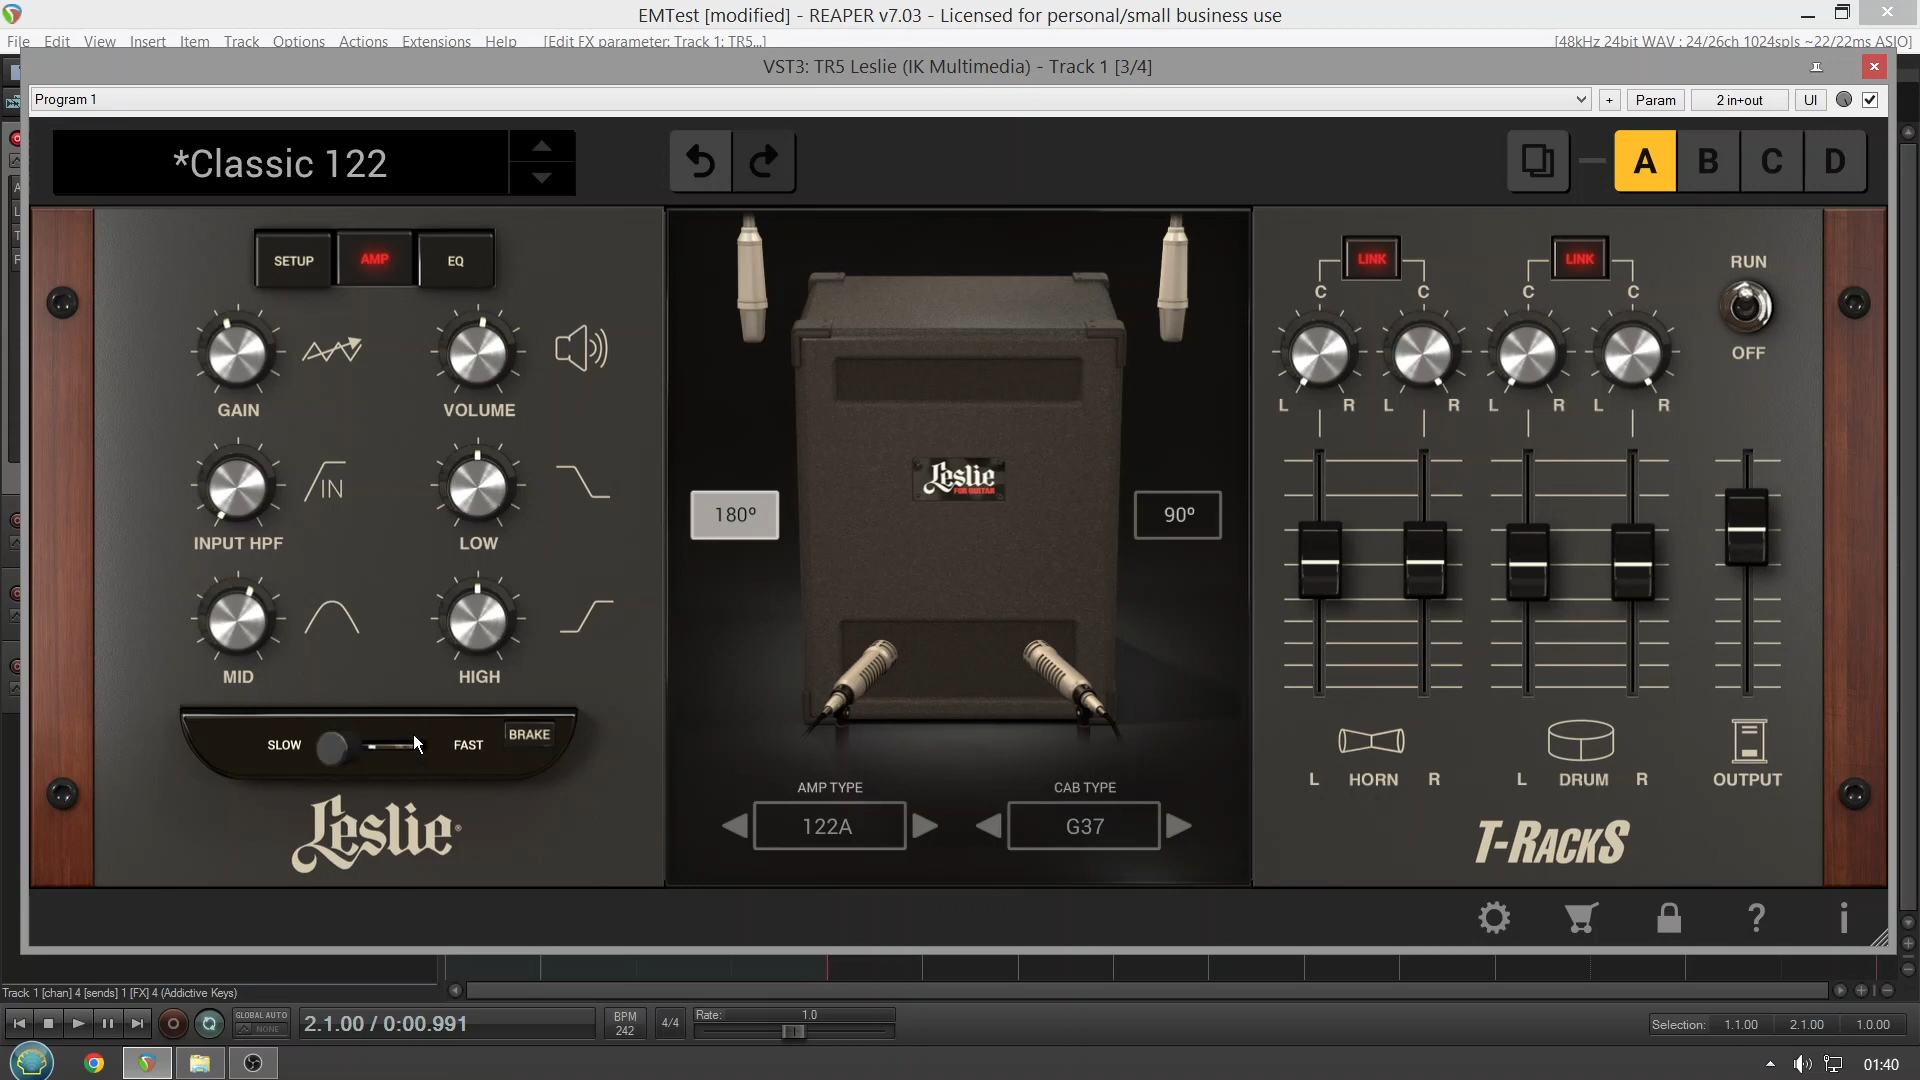 EMTest [modified] - REAPER v7.03 - Licensed for personal/small business use
File Edit View Insert Item Track Options Actions Extensions Help [Edit FX parameter: Track 1: TR5...] [48kHz 24bit WAV : 24/26ch 1024spls ~22/22ms ASIO]
VST3: TR5 Leslie (IK Multimedia) - Track 1 [3/4]
Program 1 + Param 2 in+out UI
*Classic 122 A B C D
SETUP AMP EQ
LINK LINK RUN
C C C C
OFF
GAIN VOLUME
L R L R L R L R
IN
Leslie
FOR GUITAR
180° 90°
INPUT HPF LOW
MID HIGH
SLOW FAST BRAKE
L HORN R L DRUM R OUTPUT
AMP TYPE CAB TYPE
122A G37
Leslie®
T-RackS
? i
Track 1 [chan] 4 [sends] 1 [FX] 4 (Addictive Keys)
GLOBAL AUTO
NONE
2.1.00 / 0:00.991
BPM
242
4/4
Rate: 1.0
Selection: 1.1.00 2.1.00 1.0.00
01:40